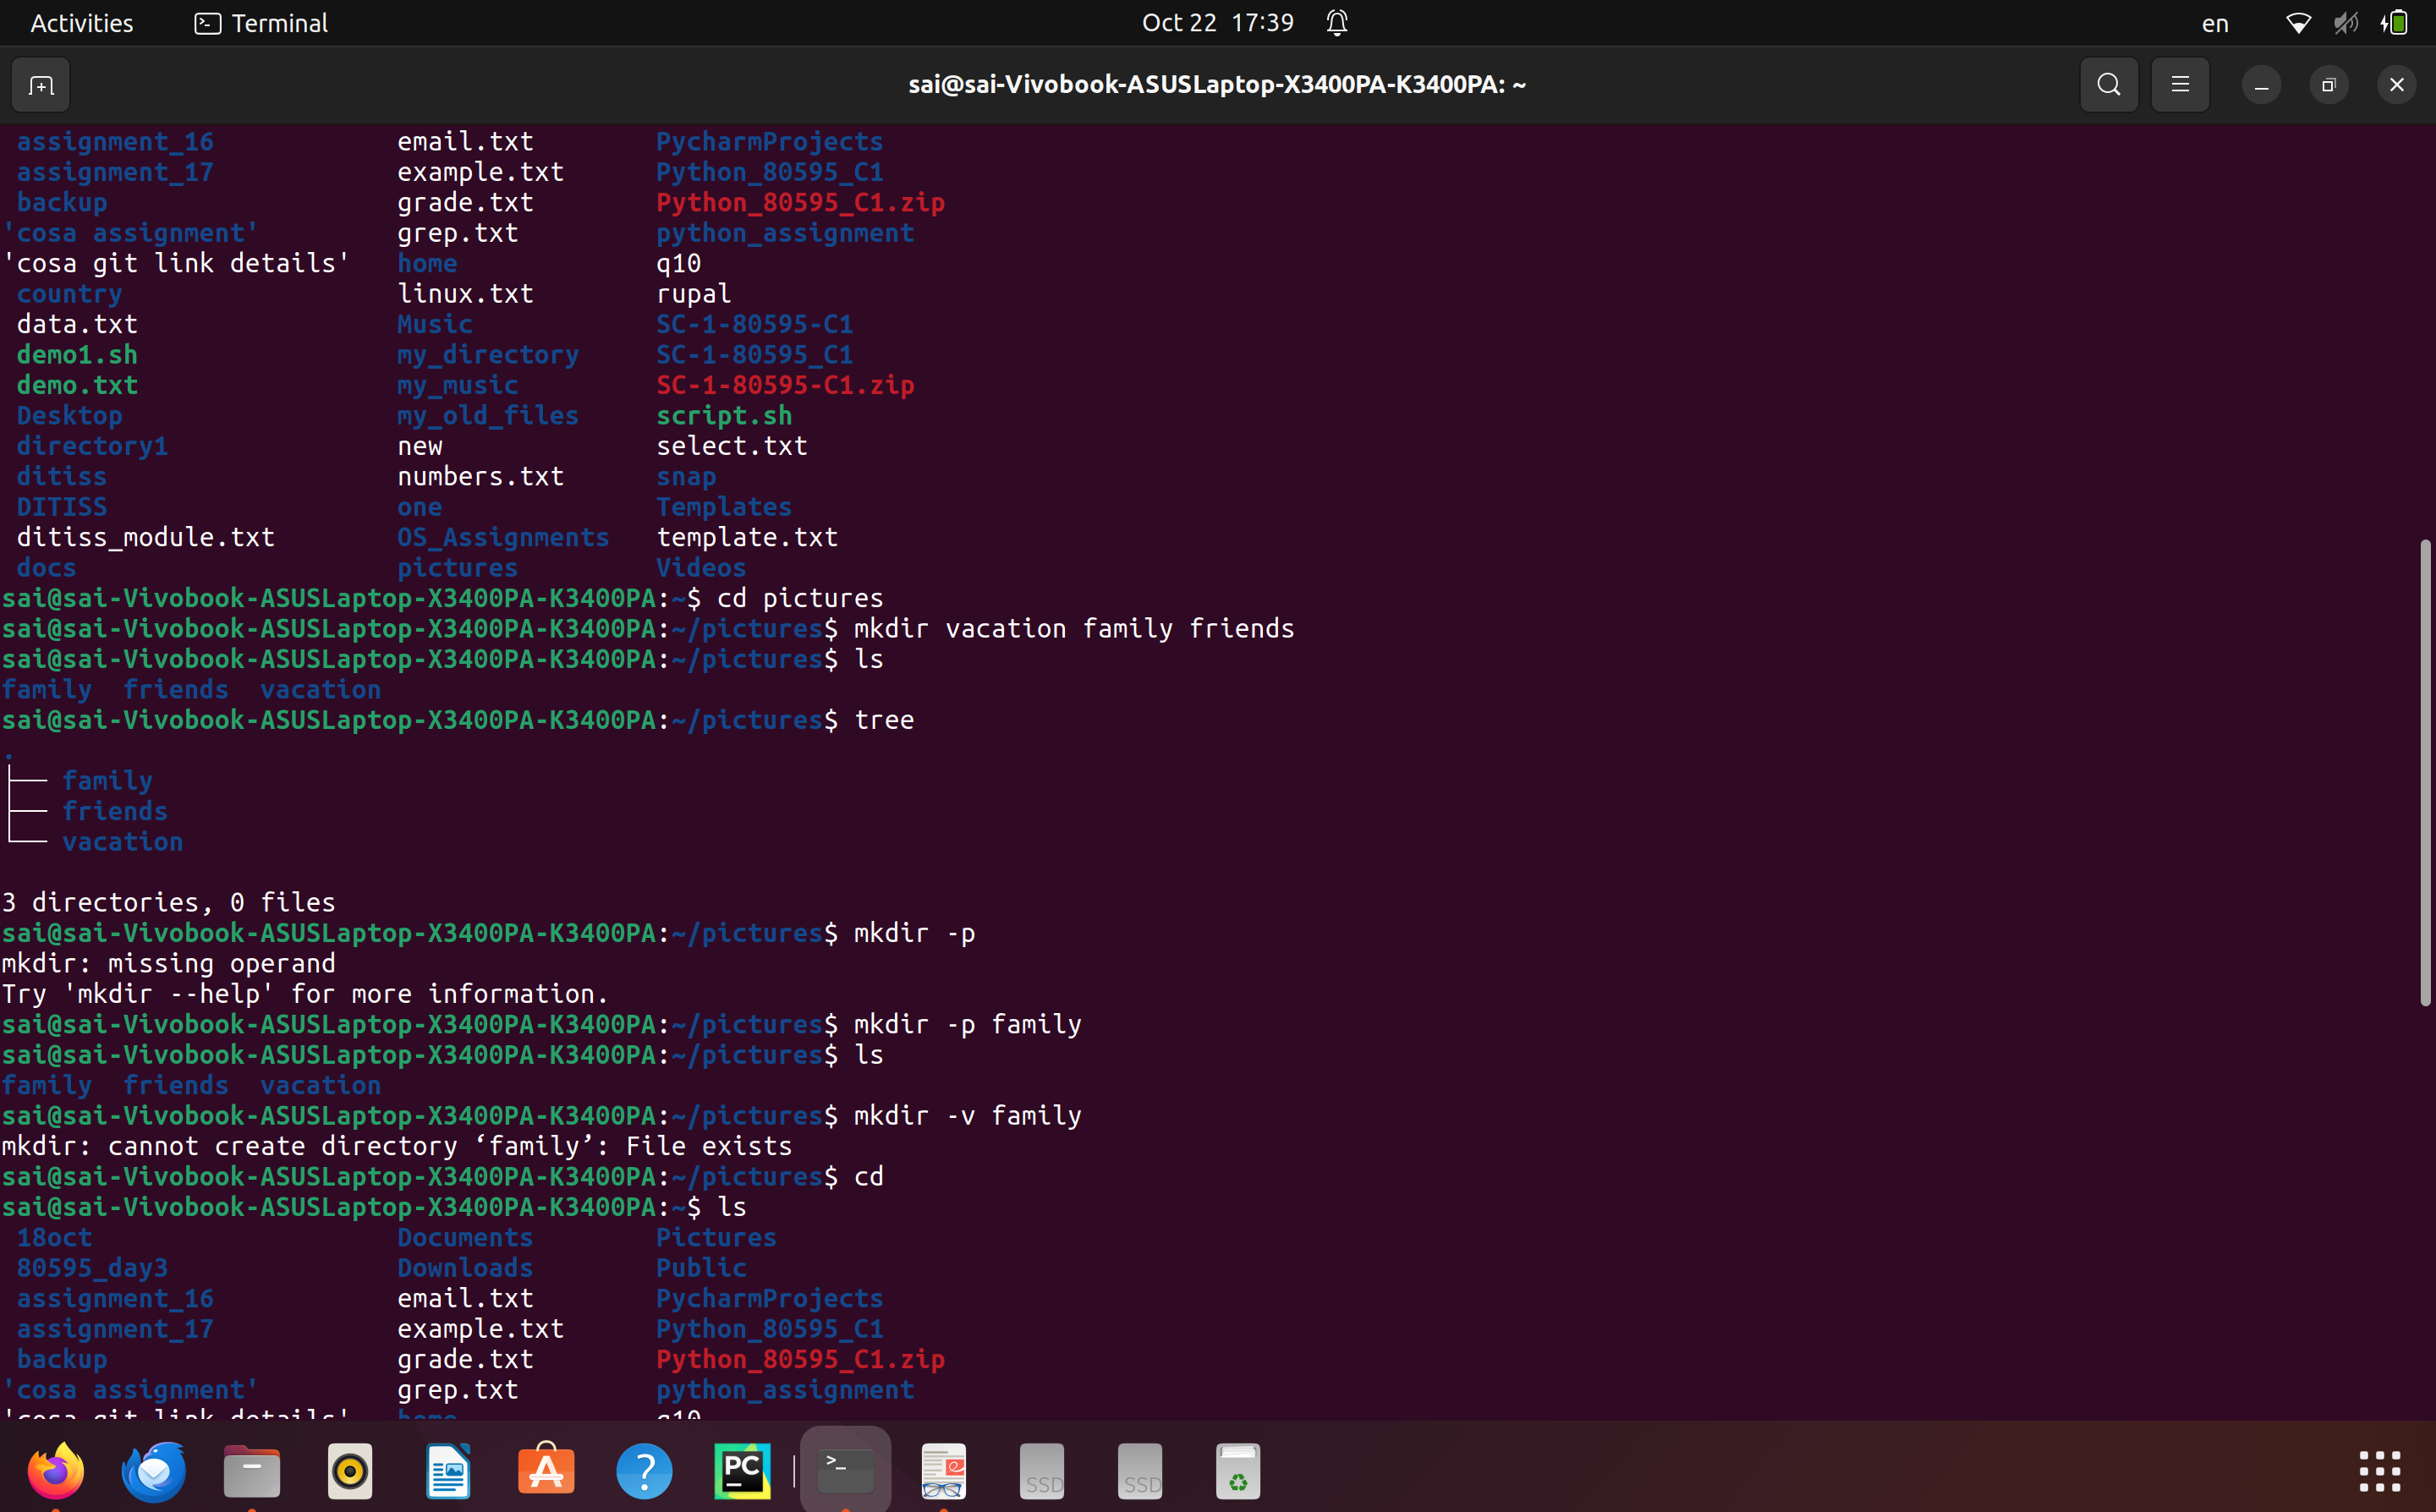 Activities Terminal Oct 22 17:39 en
sai@sai-Vivobook-ASUSLaptop-X3400PA-K3400PA: ~
assignment_16 email.txt PycharmProjects
assignment_17 example.txt Python_80595_C1
backup grade.txt Python_80595_C1.zip
'cosa assignment' grep.txt python_assignment
'cosa git link details' home q10
country linux.txt rupal
data.txt Music SC-1-80595-C1
demo1.sh my_directory SC-1-80595_C1
demo.txt my_music SC-1-80595-C1.zip
Desktop my_old_files script.sh
directory1 new select.txt
ditiss numbers.txt snap
DITISS one Templates
ditiss_module.txt OS_Assignments template.txt
docs pictures Videos
sai@sai-Vivobook-ASUSLaptop-X3400PA-K3400PA:~$ cd pictures
sai@sai-Vivobook-ASUSLaptop-X3400PA-K3400PA:~/pictures$ mkdir vacation family friends
sai@sai-Vivobook-ASUSLaptop-X3400PA-K3400PA:~/pictures$ ls
family friends vacation
sai@sai-Vivobook-ASUSLaptop-X3400PA-K3400PA:~/pictures$ tree
.
├── family
├── friends
└── vacation
3 directories, 0 files
sai@sai-Vivobook-ASUSLaptop-X3400PA-K3400PA:~/pictures$ mkdir -p
mkdir: missing operand
Try 'mkdir --help' for more information.
sai@sai-Vivobook-ASUSLaptop-X3400PA-K3400PA:~/pictures$ mkdir -p family
sai@sai-Vivobook-ASUSLaptop-X3400PA-K3400PA:~/pictures$ ls
family friends vacation
sai@sai-Vivobook-ASUSLaptop-X3400PA-K3400PA:~/pictures$ mkdir -v family
mkdir: cannot create directory ‘family’: File exists
sai@sai-Vivobook-ASUSLaptop-X3400PA-K3400PA:~/pictures$ cd
sai@sai-Vivobook-ASUSLaptop-X3400PA-K3400PA:~$ ls
18oct Documents Pictures
80595_day3 Downloads Public
assignment_16 email.txt PycharmProjects
assignment_17 example.txt Python_80595_C1
backup grade.txt Python_80595_C1.zip
'cosa assignment' grep.txt python_assignment
'cosa git link details' home q10
PC SSD SSD